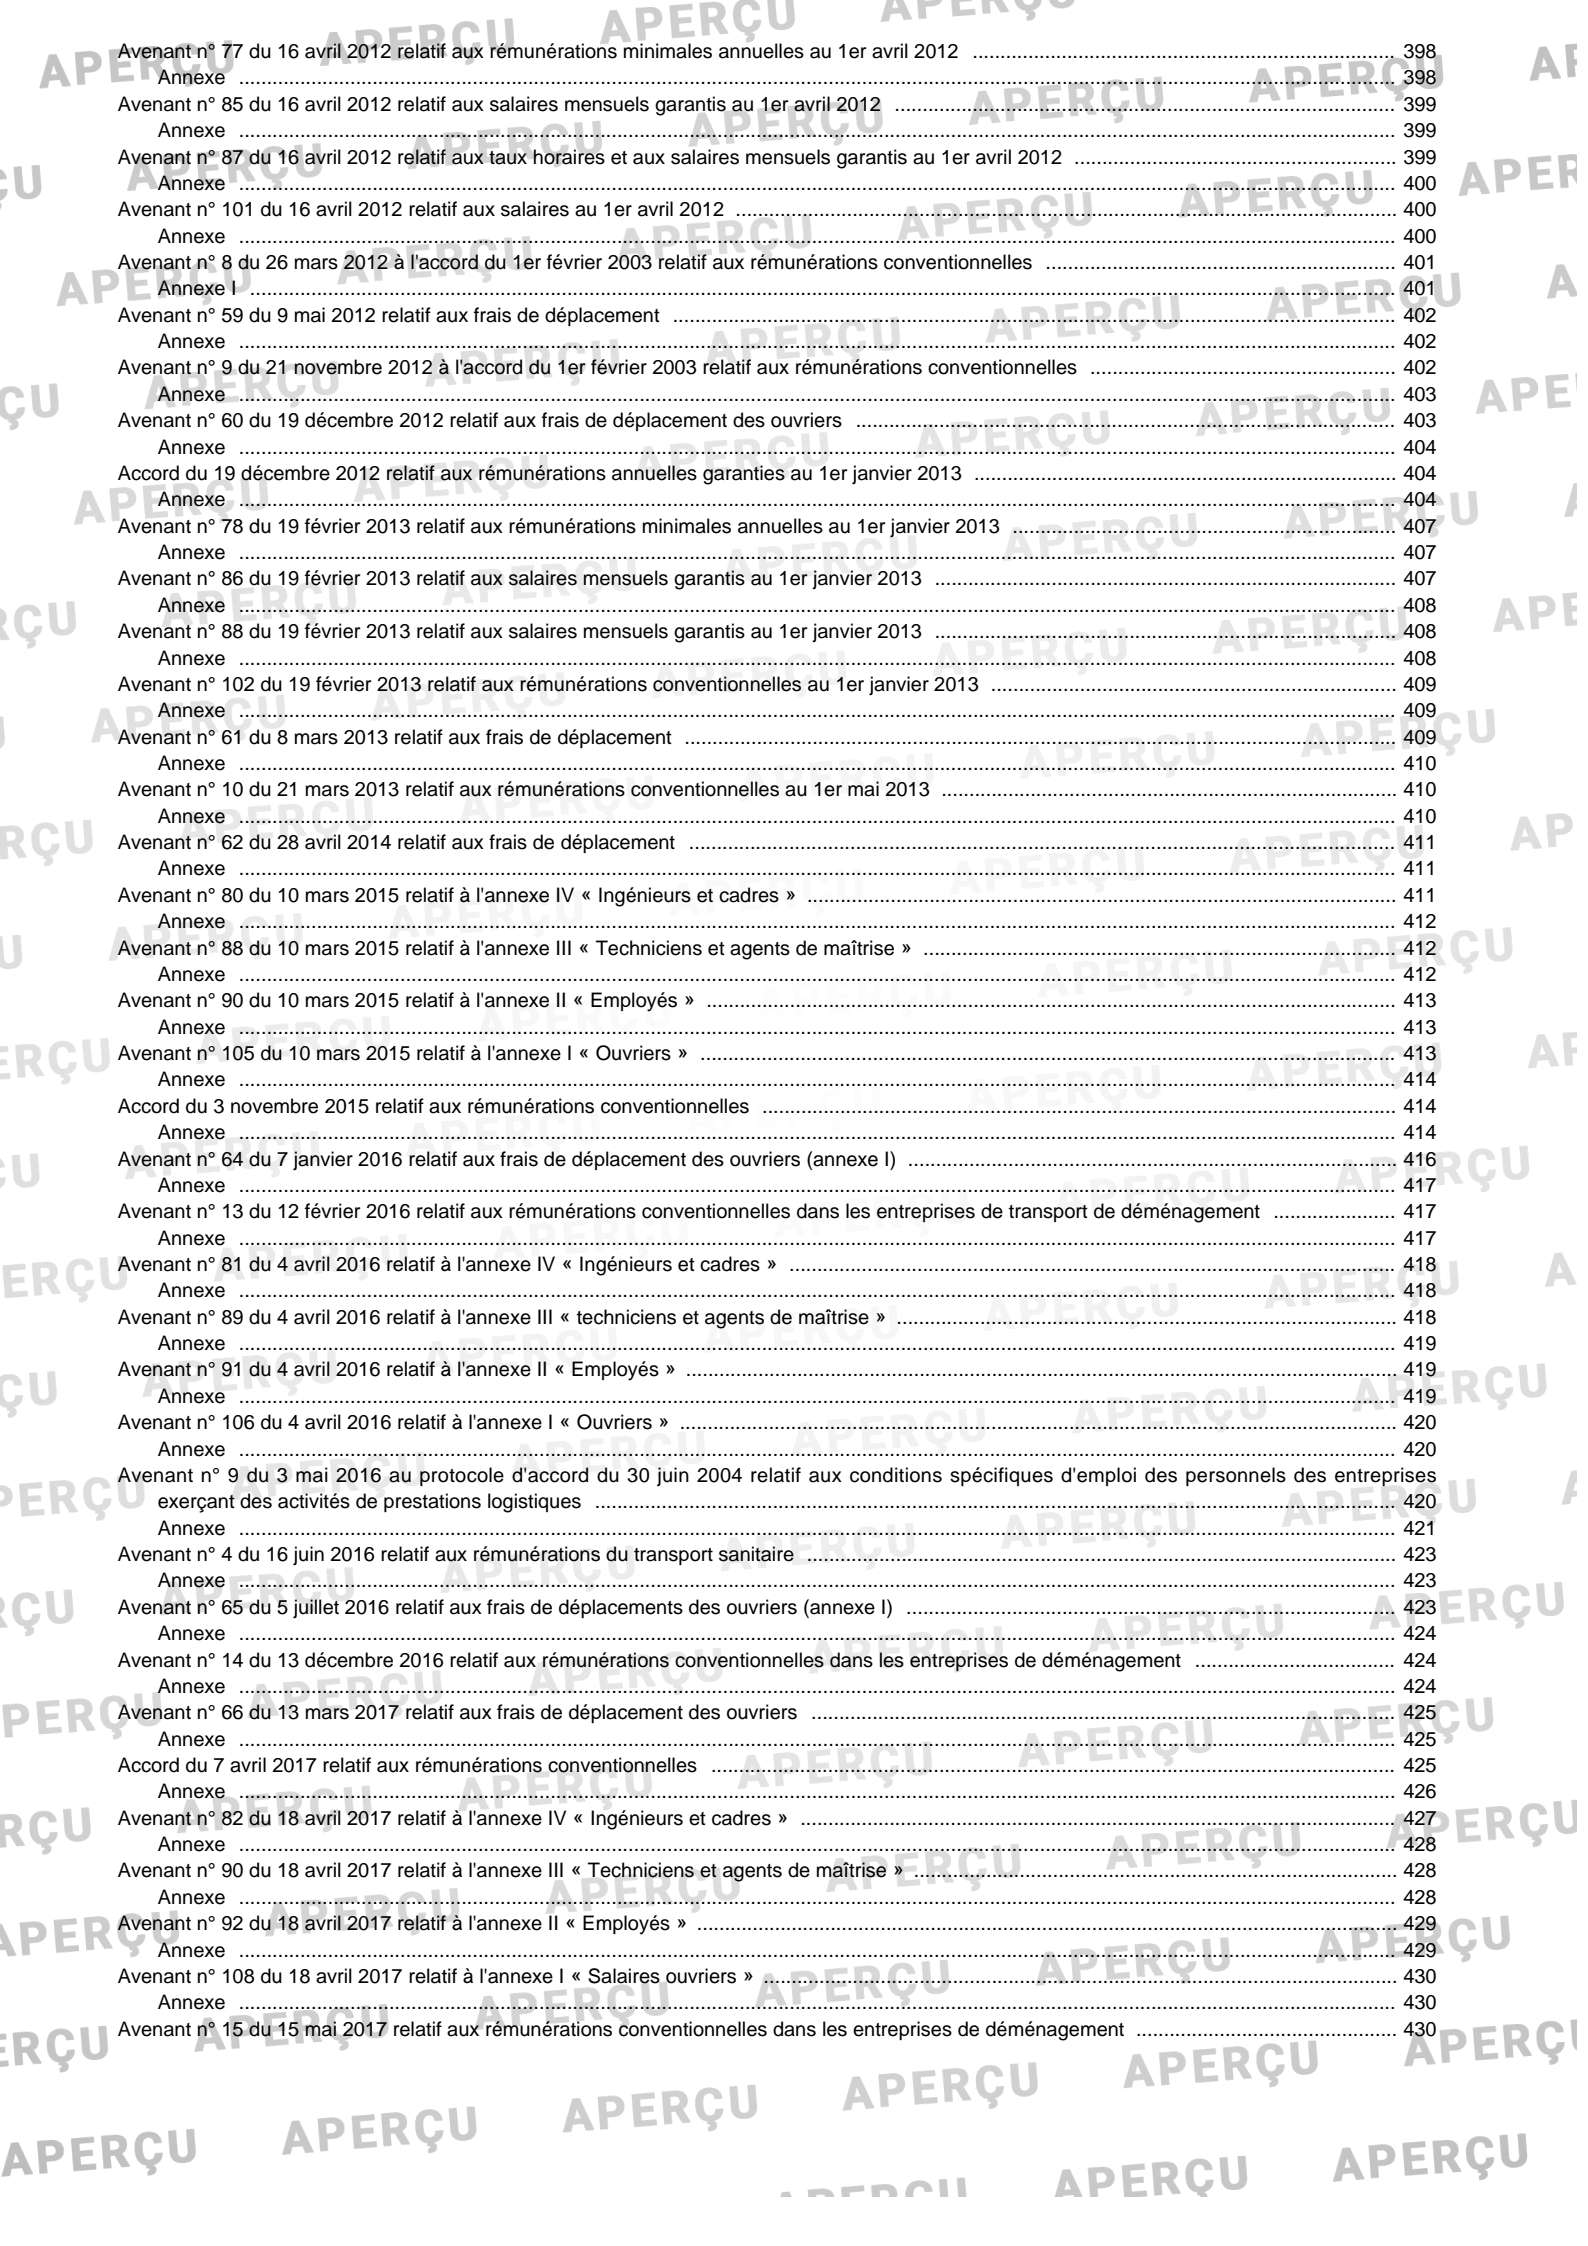 Avenant n° 77 du 16 avril 2012 relatif aux rémunérations minimales annuelles au 1er avril 2012 ........ 398
Annexe ........ 398
Avenant n° 85 du 16 avril 2012 relatif aux salaires mensuels garantis au 1er avril 2012 ........ 399
Annexe ........ 399
Avenant n° 87 du 16 avril 2012 relatif aux taux horaires et aux salaires mensuels garantis au 1er avril 2012 ........ 399
Annexe ........ 400
Avenant n° 101 du 16 avril 2012 relatif aux salaires au 1er avril 2012 ........ 400
Annexe ........ 400
Avenant n° 8 du 26 mars 2012 à l'accord du 1er février 2003 relatif aux rémunérations conventionnelles ........ 401
Annexe I ........ 401
Avenant n° 59 du 9 mai 2012 relatif aux frais de déplacement ........ 402
Annexe ........ 402
Avenant n° 9 du 21 novembre 2012 à l'accord du 1er février 2003 relatif aux rémunérations conventionnelles ........ 402
Annexe ........ 403
Avenant n° 60 du 19 décembre 2012 relatif aux frais de déplacement des ouvriers ........ 403
Annexe ........ 404
Accord du 19 décembre 2012 relatif aux rémunérations annuelles garanties au 1er janvier 2013 ........ 404
Annexe ........ 404
Avenant n° 78 du 19 février 2013 relatif aux rémunérations minimales annuelles au 1er janvier 2013 ........ 407
Annexe ........ 407
Avenant n° 86 du 19 février 2013 relatif aux salaires mensuels garantis au 1er janvier 2013 ........ 407
Annexe ........ 408
Avenant n° 88 du 19 février 2013 relatif aux salaires mensuels garantis au 1er janvier 2013 ........ 408
Annexe ........ 408
Avenant n° 102 du 19 février 2013 relatif aux rémunérations conventionnelles au 1er janvier 2013 ........ 409
Annexe ........ 409
Avenant n° 61 du 8 mars 2013 relatif aux frais de déplacement ........ 409
Annexe ........ 410
Avenant n° 10 du 21 mars 2013 relatif aux rémunérations conventionnelles au 1er mai 2013 ........ 410
Annexe ........ 410
Avenant n° 62 du 28 avril 2014 relatif aux frais de déplacement ........ 411
Annexe ........ 411
Avenant n° 80 du 10 mars 2015 relatif à l'annexe IV « Ingénieurs et cadres » ........ 411
Annexe ........ 412
Avenant n° 88 du 10 mars 2015 relatif à l'annexe III « Techniciens et agents de maîtrise » ........ 412
Annexe ........ 412
Avenant n° 90 du 10 mars 2015 relatif à l'annexe II « Employés » ........ 413
Annexe ........ 413
Avenant n° 105 du 10 mars 2015 relatif à l'annexe I « Ouvriers » ........ 413
Annexe ........ 414
Accord du 3 novembre 2015 relatif aux rémunérations conventionnelles ........ 414
Annexe ........ 414
Avenant n° 64 du 7 janvier 2016 relatif aux frais de déplacement des ouvriers (annexe I) ........ 416
Annexe ........ 417
Avenant n° 13 du 12 février 2016 relatif aux rémunérations conventionnelles dans les entreprises de transport de déménagement ........ 417
Annexe ........ 417
Avenant n° 81 du 4 avril 2016 relatif à l'annexe IV « Ingénieurs et cadres » ........ 418
Annexe ........ 418
Avenant n° 89 du 4 avril 2016 relatif à l'annexe III « techniciens et agents de maîtrise » ........ 418
Annexe ........ 419
Avenant n° 91 du 4 avril 2016 relatif à l'annexe II « Employés » ........ 419
Annexe ........ 419
Avenant n° 106 du 4 avril 2016 relatif à l'annexe I « Ouvriers » ........ 420
Annexe ........ 420
Avenant n° 9 du 3 mai 2016 au protocole d'accord du 30 juin 2004 relatif aux conditions spécifiques d'emploi des personnels des entreprises
exerçant des activités de prestations logistiques ........ 420
Annexe ........ 421
Avenant n° 4 du 16 juin 2016 relatif aux rémunérations du transport sanitaire ........ 423
Annexe ........ 423
Avenant n° 65 du 5 juillet 2016 relatif aux frais de déplacements des ouvriers (annexe I) ........ 423
Annexe ........ 424
Avenant n° 14 du 13 décembre 2016 relatif aux rémunérations conventionnelles dans les entreprises de déménagement ........ 424
Annexe ........ 424
Avenant n° 66 du 13 mars 2017 relatif aux frais de déplacement des ouvriers ........ 425
Annexe ........ 425
Accord du 7 avril 2017 relatif aux rémunérations conventionnelles ........ 425
Annexe ........ 426
Avenant n° 82 du 18 avril 2017 relatif à l'annexe IV « Ingénieurs et cadres » ........ 427
Annexe ........ 428
Avenant n° 90 du 18 avril 2017 relatif à l'annexe III « Techniciens et agents de maîtrise » ........ 428
Annexe ........ 428
Avenant n° 92 du 18 avril 2017 relatif à l'annexe II « Employés » ........ 429
Annexe ........ 429
Avenant n° 108 du 18 avril 2017 relatif à l'annexe I « Salaires ouvriers » ........ 430
Annexe ........ 430
Avenant n° 15 du 15 mai 2017 relatif aux rémunérations conventionnelles dans les entreprises de déménagement ........ 430
APERÇU